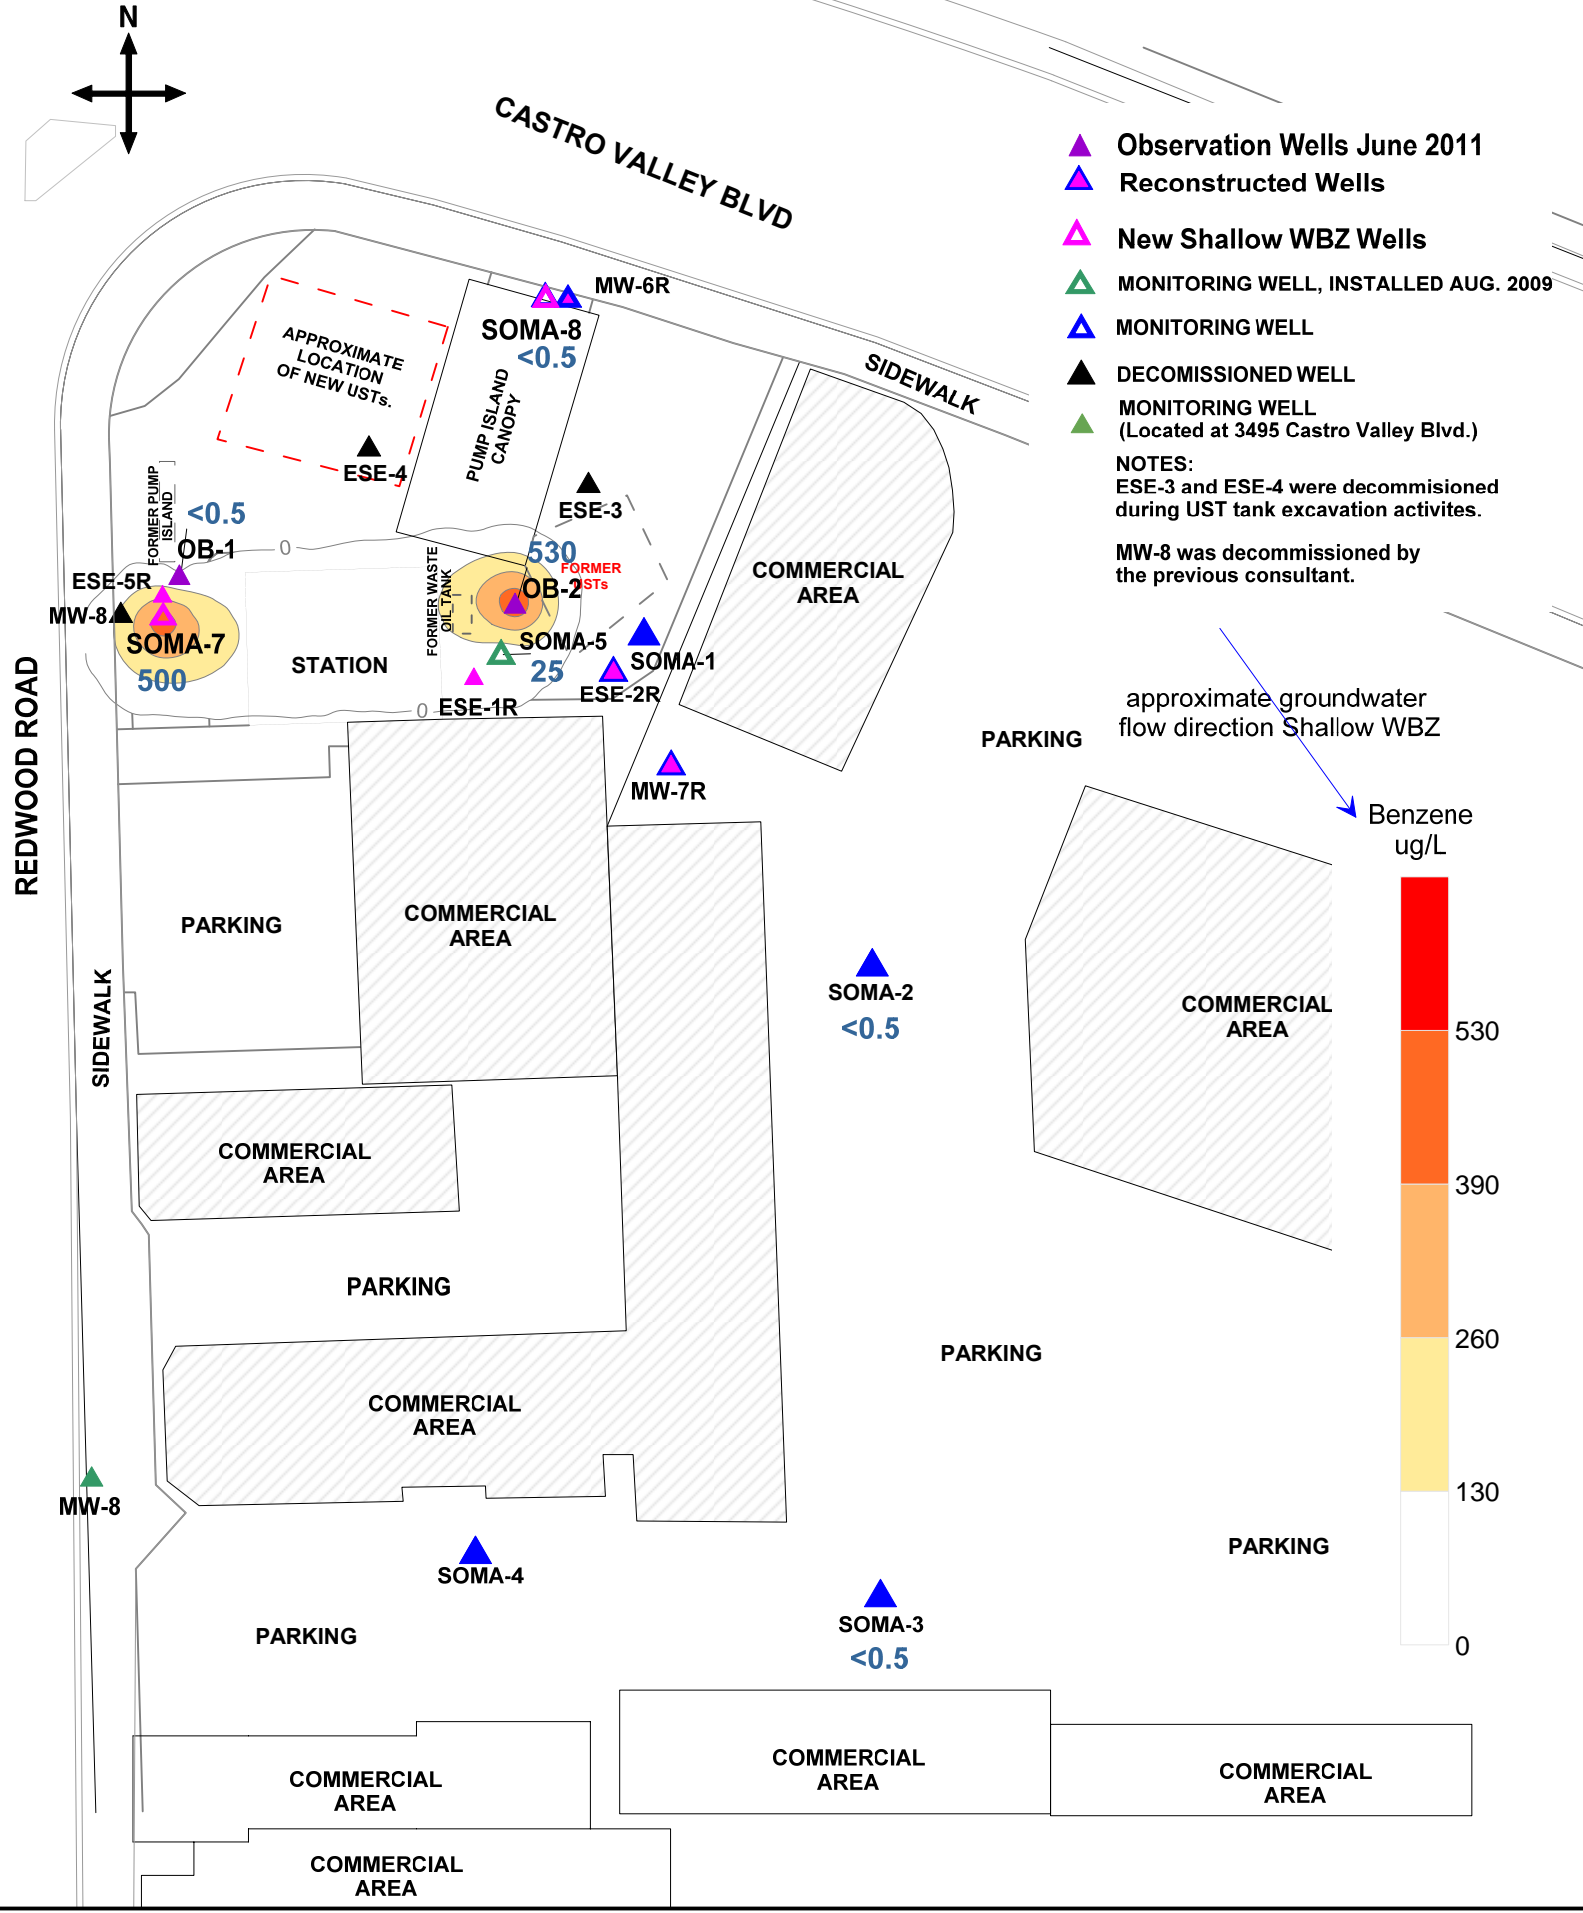 N
CASTRO VALLEY BLVD
Observation Wells June 2011
Reconstructed Wells
New Shallow WBZ Wells
MONITORING WELL, INSTALLED AUG. 2009
MONITORING WELL
DECOMISSIONED WELL
MONITORING WELL
(Located at 3495 Castro Valley Blvd.)
NOTES:
ESE-3 and ESE-4 were decommisioned
during UST tank excavation activites.
MW-8 was decommissioned by
the previous consultant.
approximate groundwater
flow direction Shallow WBZ
MW-6R
SOMA-8
<0.5
SIDEWALK
APPROXIMATE
LOCATION
OF NEW USTs.
PUMP ISLAND
CANOPY
ESE-4
ESE-3
FORMER PUMP
ISLAND
<0.5
OB-1
0
ESE-5R
MW-8
SOMA-7
500
STATION
FORMER WASTE
OIL TANK
530
FORMER
USTs
OB-2
SOMA-5
25
SOMA-1
ESE-2R
ESE-1R
0
COMMERCIAL
AREA
PARKING
MW-7R
REDWOOD ROAD
Benzene
ug/L
530
390
260
130
0
PARKING
COMMERCIAL
AREA
SIDEWALK
SOMA-2
<0.5
COMMERCIAL
AREA
COMMERCIAL
AREA
PARKING
PARKING
COMMERCIAL
AREA
MW-8
SOMA-4
PARKING
SOMA-3
<0.5
PARKING
COMMERCIAL
AREA
COMMERCIAL
AREA
COMMERCIAL
AREA
COMMERCIAL
AREA